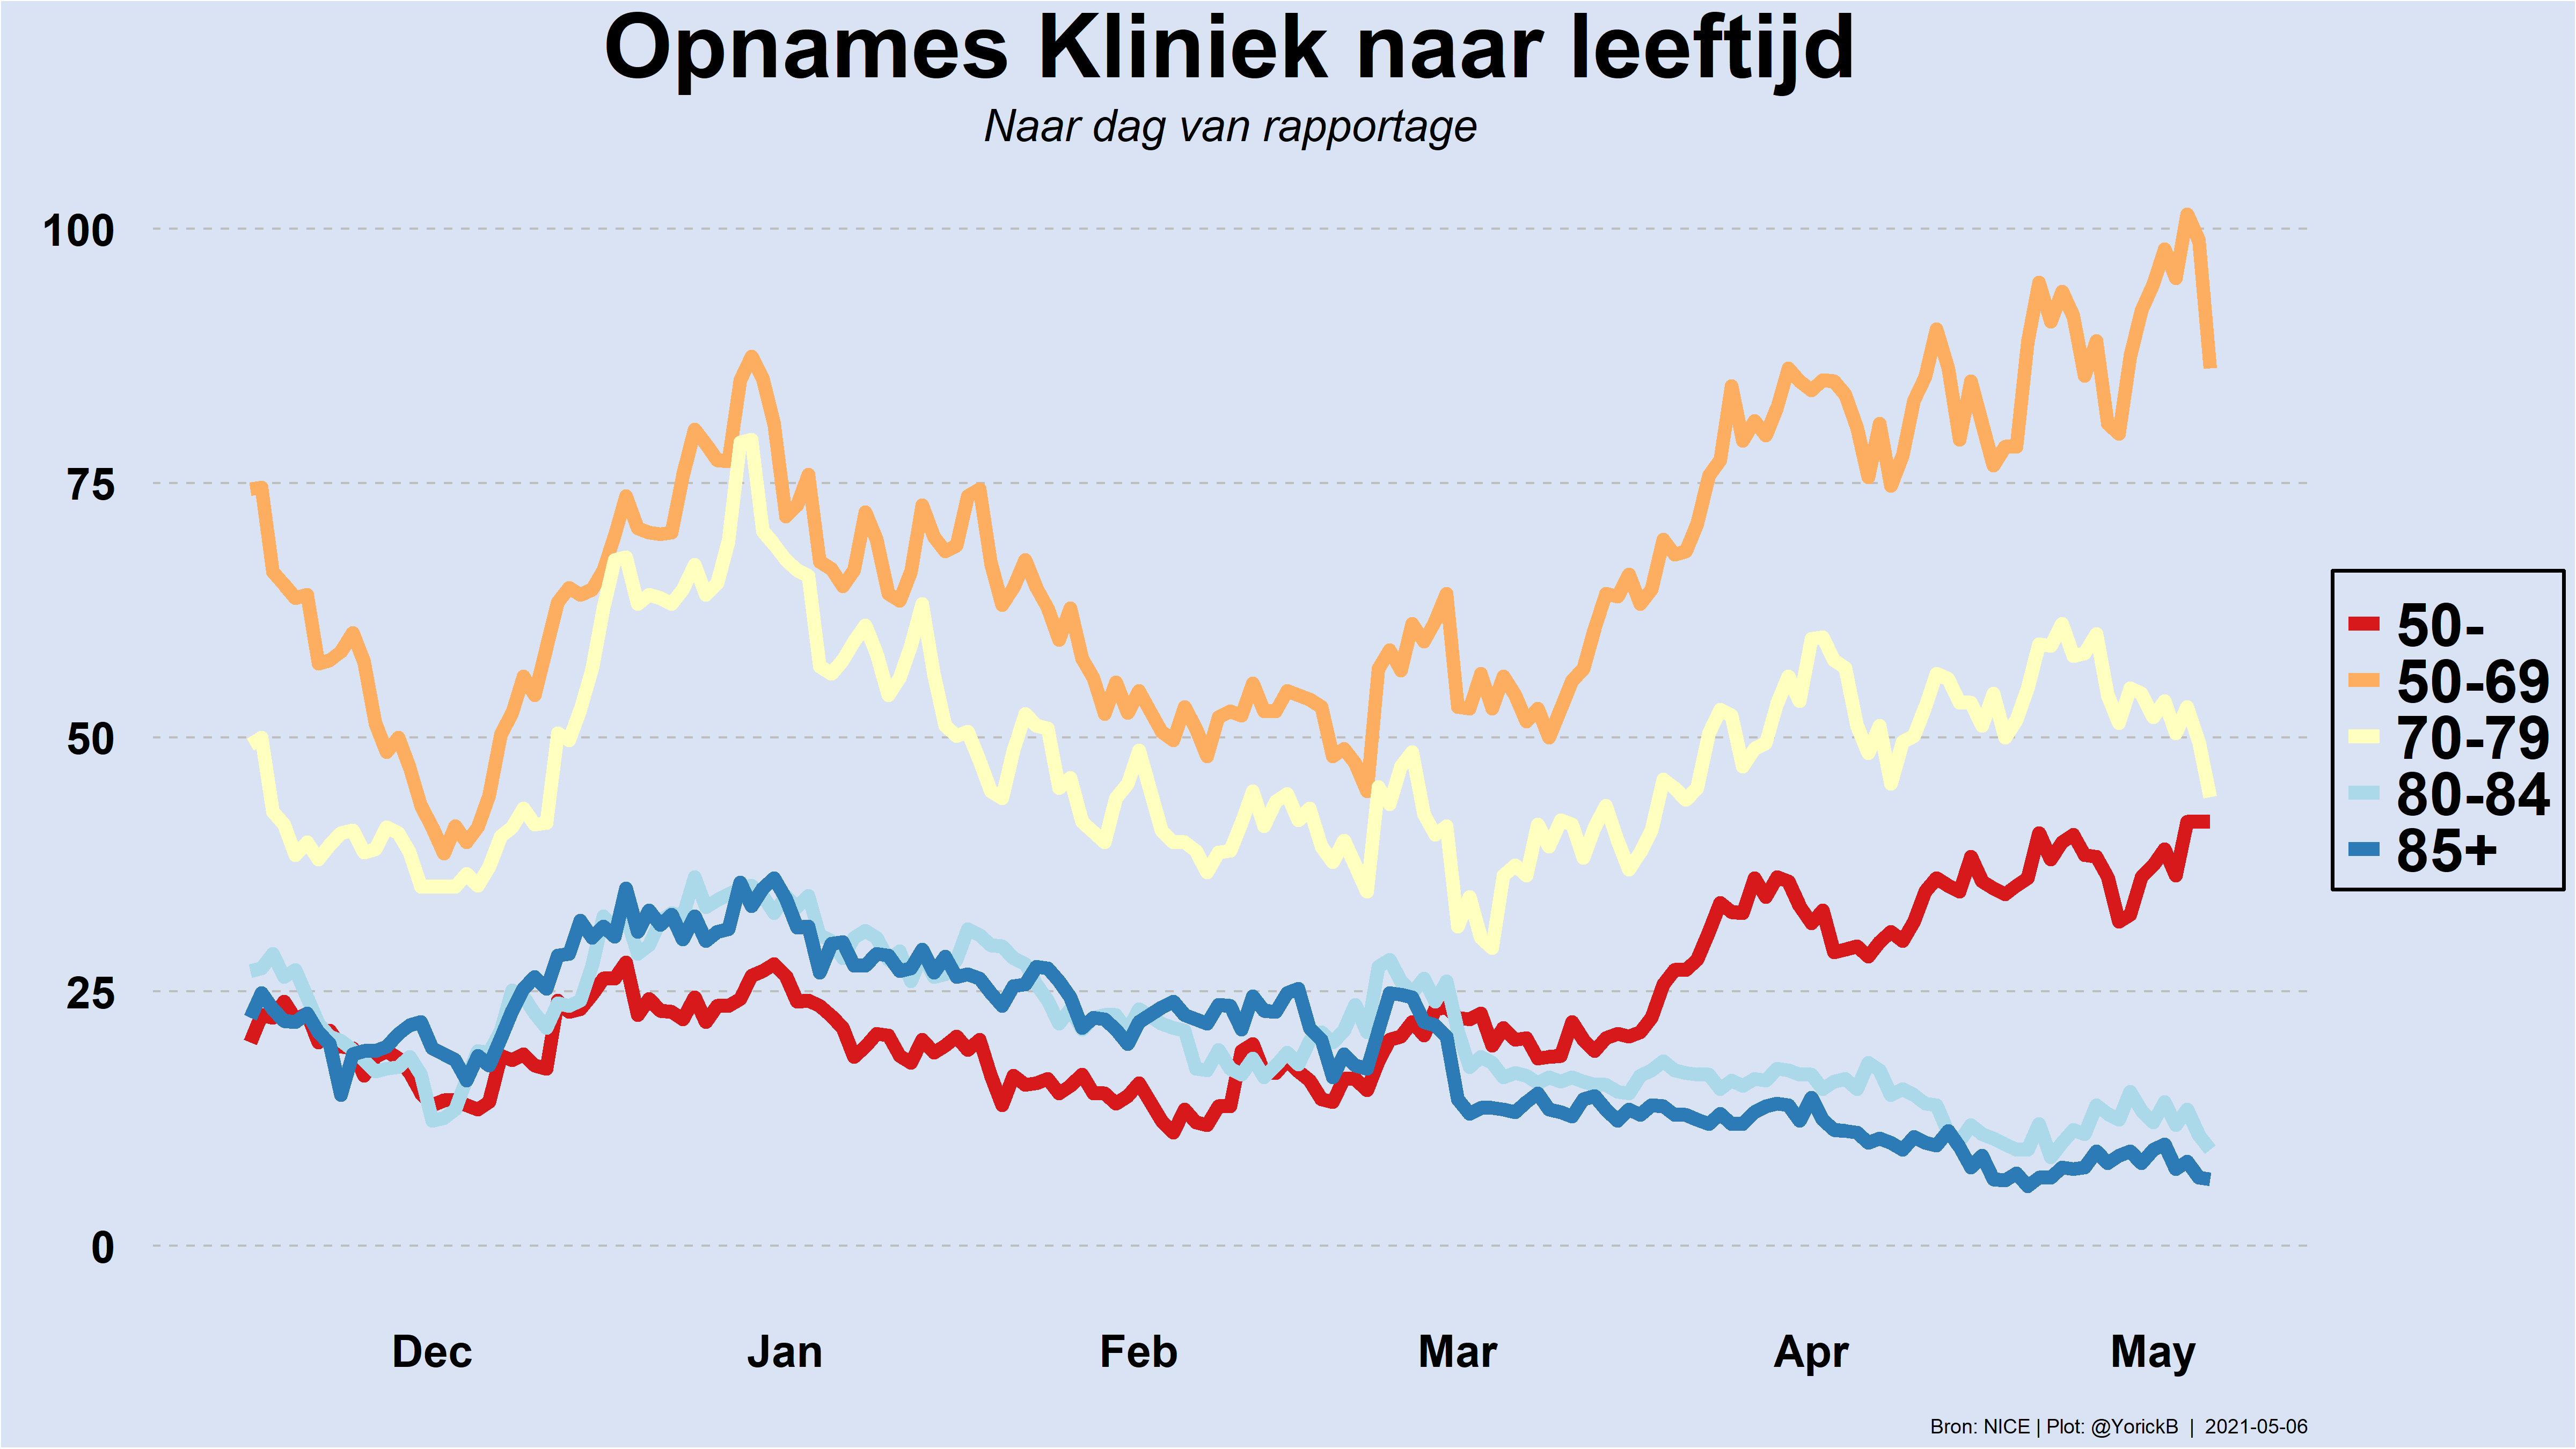 Opnames Kliniek naar leeftijd
Naar dag van rapportage
100
75
50
25
0
Dec Jan Feb Mar Apr May
50-
50-69
70-79
80-84
85+
Bron: NICE | Plot: @YorickB | 2021-05-06